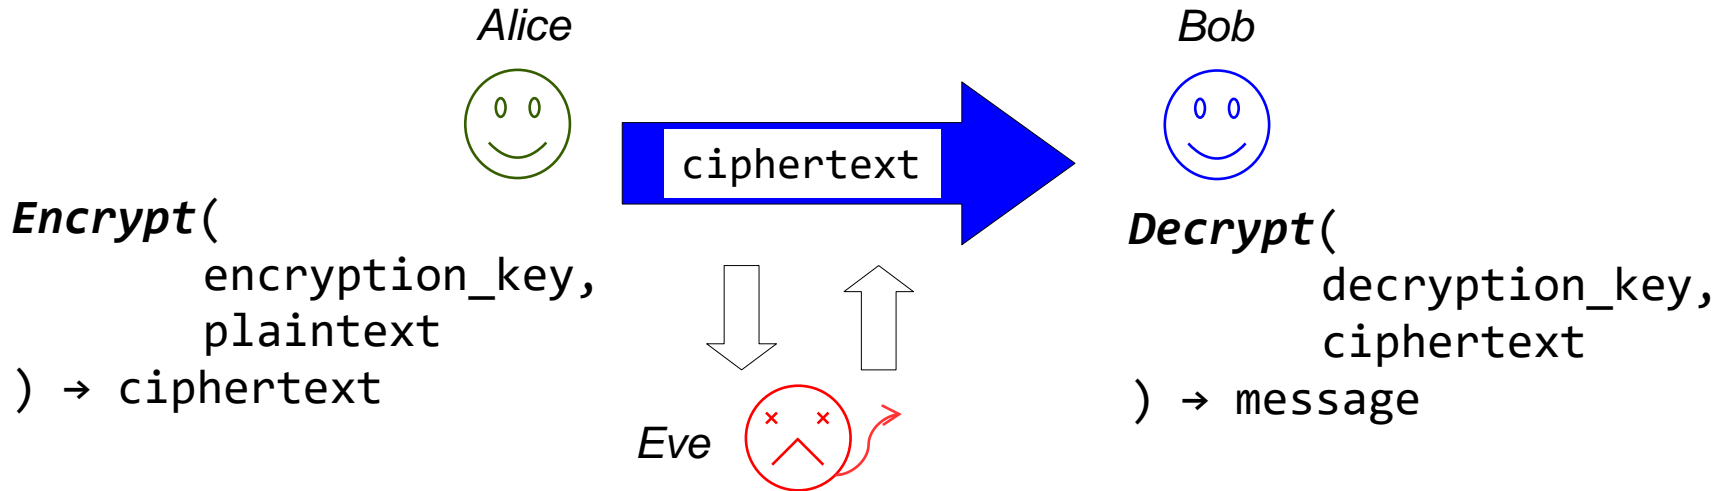 Alice
Bob
ciphertext
Encrypt(
encryption_key,
plaintext
) → ciphertext
Decrypt(
decryption_key,
ciphertext
) → message
Eve